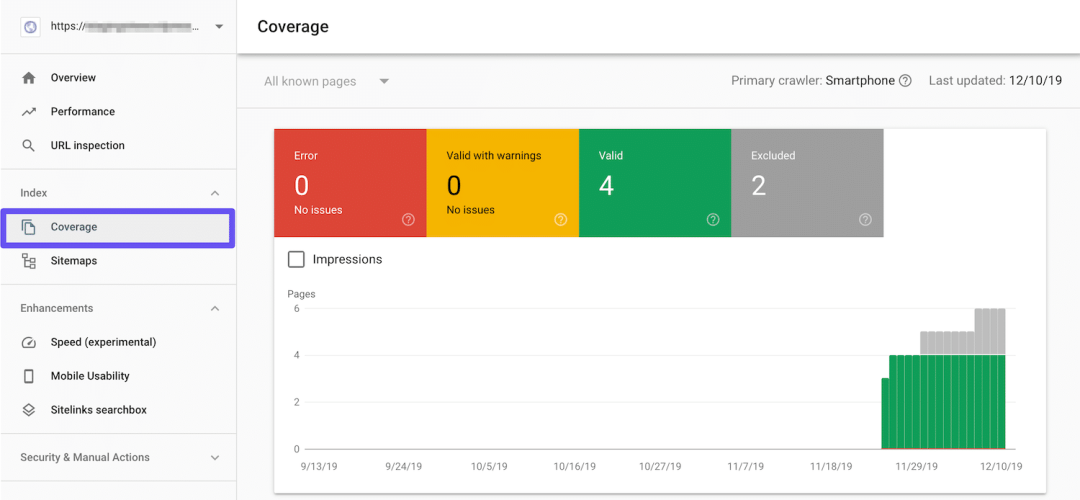 https://
...
Coverage
Overview
Performance
URL inspection
Index
Coverage
Sitemaps
Enhancements
Speed (experimental)
Mobile Usability
Sitelinks searchbox
Security & Manual Actions
All known pages
Primary crawler: Smartphone
Last updated: 12/10/19
Error
0
No issues
Valid with warnings
0
No issues
Valid
4
Excluded
2
Impressions
Pages
6
4
2
0
9/13/19 9/24/19 10/5/19 10/16/19 10/27/19 11/7/19 11/18/19 11/29/19 12/10/19